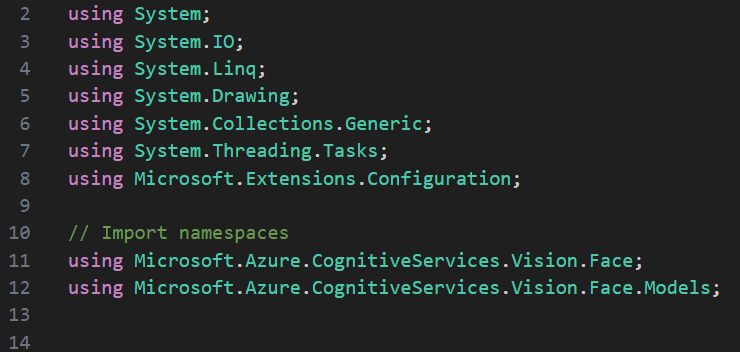 2 using System;
3 using System.IO;
4 using System.Linq;
5 using System.Drawing;
6 using System.Collections.Generic;
7 using System.Threading.Tasks;
8 using Microsoft.Extensions.Configuration;
9
10 // Import namespaces
11 using Microsoft.Azure.CognitiveServices.Vision.Face;
12 using Microsoft.Azure.CognitiveServices.Vision.Face.Models;
13
14